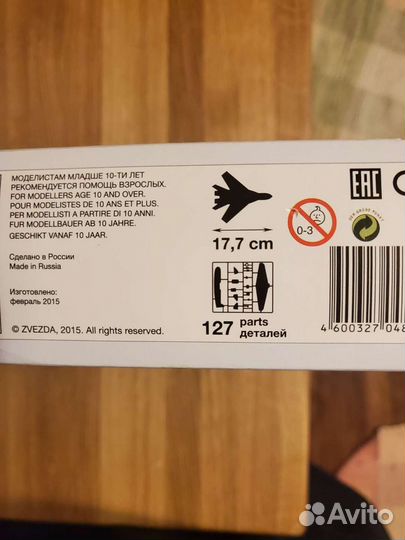 МОДЕЛИСТАМ МЛАДШЕ 10-ТИ ЛЕТ
РЕКОМЕНДУЕТСЯ ПОМОЩЬ ВЗРОСЛЫХ.
FOR MODELLERS AGE 10 AND OVER.
POUR MODELISTES DE 10 ANS ET PLUS.
PER MODELLISTI A PARTIRE DI 10 ANNI.
FUR MODELLBAUER AB 10 JAHRE.
GESCHIKT VANAF 10 JAAR.
Сделано в России
Made in Russia
Изготовлено:
февраль 2015
© ZVEZDA, 2015. All rights reserved.
17,7 cm
127 parts
деталей
0-3
EAC
4 600327 048
Avito